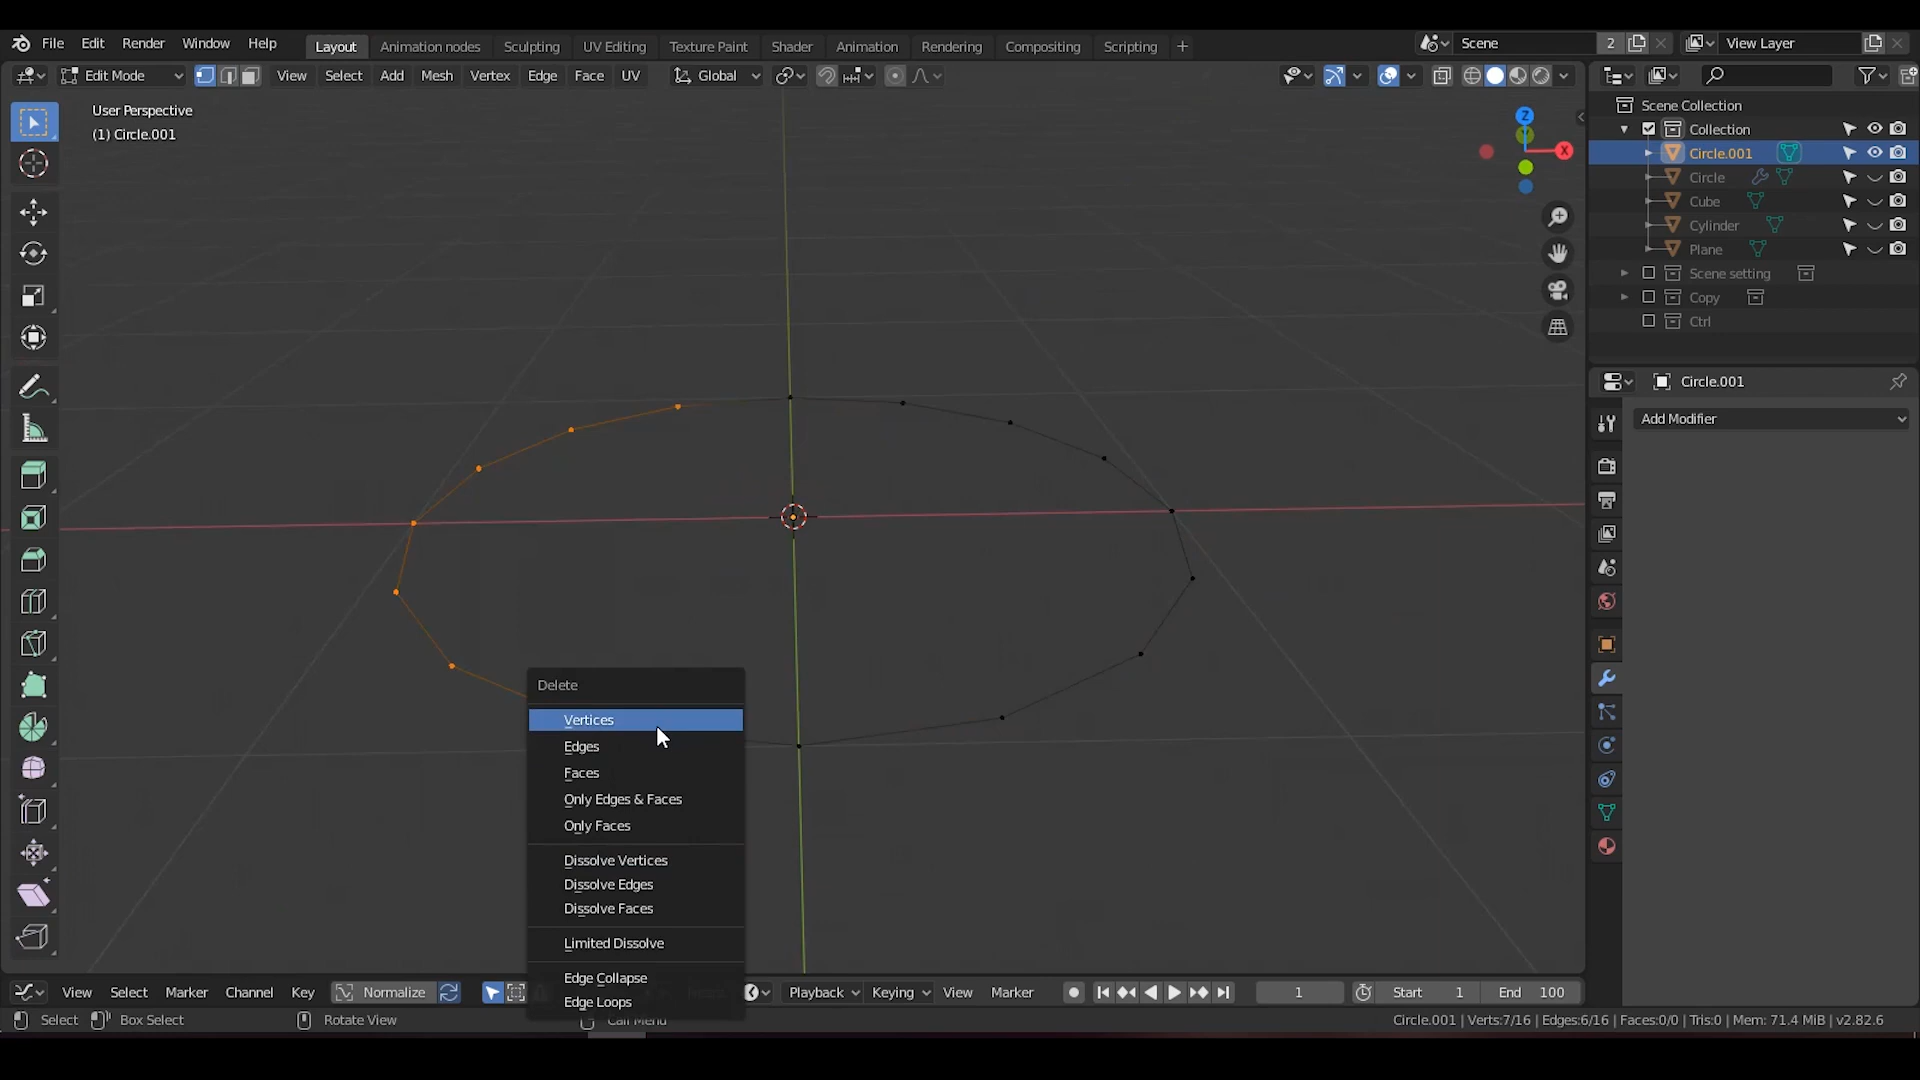 File Edit Render Window Help Layout Animation nodes Sculpting UV Editing Texture Paint Shader Animation Rendering Compositing Scripting + Scene 2 View Layer
Edit Mode View Select Add Mesh Vertex Edge Face UV Global
User Perspective
(1) Circle.001
Z
Y
X
Scene Collection
Collection
Circle.001
Circle
Cube
Cylinder
Plane
Scene setting
Copy
Ctrl
Circle.001
Add Modifier
Delete
Vertices
Edges
Faces
Only Edges & Faces
Only Faces
Dissolve Vertices
Dissolve Edges
Dissolve Faces
Limited Dissolve
Edge Collapse
Edge Loops
View Select Marker Channel Key Normalize Playback Keying View Marker 1 Start 1 End 100
Select Box Select Rotate View Call Menu Circle.001 | Verts:7/16 | Edges:6/16 | Faces:0/0 | Tris:0 | Mem: 71.4 MiB | v2.82.6